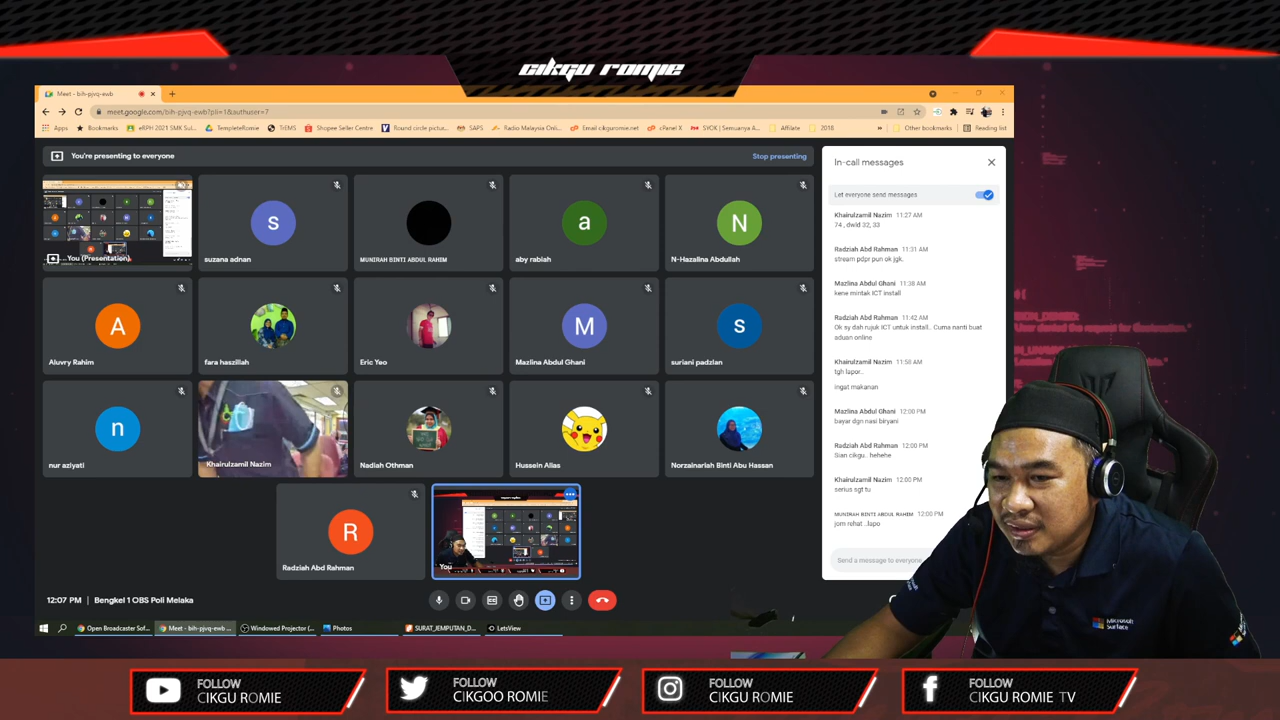 CIKGU ROMIE
Meet - bih-pjvq-ewb
meet.google.com/bih-pjvq-ewb?pli=1&authuser=7
Apps
Bookmarks
eRPH 2021 SMK Sul...
TempleteRomie
TrEMS
Shopee Seller Centre
Round circle pictur...
SAPS
Radio Malaysia Onli...
Email cikguromie.net
cPanel X
SYOK | Semuanya A...
Affilate
2018
Other bookmarks
Reading list
You're presenting to everyone
Stop presenting
You (Presentation)
s
suzana adnan
MUNIRAH BINTI ABDUL RAHIM
a
aby rabiah
N
N-Hazalina Abdullah
A
Aluvry Rahim
fara haszillah
Eric Yeo
M
Mazlina Abdul Ghani
s
suriani padzlan
n
nur aziyati
Khairulzamil Nazim
Nadiah Othman
Hussein Alias
Norzainariah Binti Abu Hassan
R
Radziah Abd Rahman
You
In-call messages
Let everyone send messages
Khairulzamil Nazim 11:27 AM
74 , dwld 32, 33
Radziah Abd Rahman 11:31 AM
stream pdpr pun ok jgk.
Mazlina Abdul Ghani 11:38 AM
kene mintak ICT install
Radziah Abd Rahman 11:42 AM
Ok sy dah rujuk ICT untuk install.. Cuma nanti buat
aduan online
Khairulzamil Nazim 11:58 AM
tgh lapor..
ingat makanan
Mazlina Abdul Ghani 12:00 PM
bayar dgn nasi biryani
Radziah Abd Rahman 12:00 PM
Sian cikgu.. hehehe
Khairulzamil Nazim 12:00 PM
serius sgt tu
MUNIRAH BINTI ABDUL RAHIM 12:00 PM
jom rehat ..lapo
Send a message to everyone
12:07 PM | Bengkel 1 OBS Poli Melaka
Open Broadcaster Sof...
Meet - bih-pjvq-ewb ...
Windowed Projector (...
Photos
SURAT_JEMPUTAN_D...
LetsView
Microsoft
Surface
FOLLOW
CIKGU ROMIE
FOLLOW
CIKGOO ROMIE
FOLLOW
CIKGU ROMIE
FOLLOW
CIKGU ROMIE TV